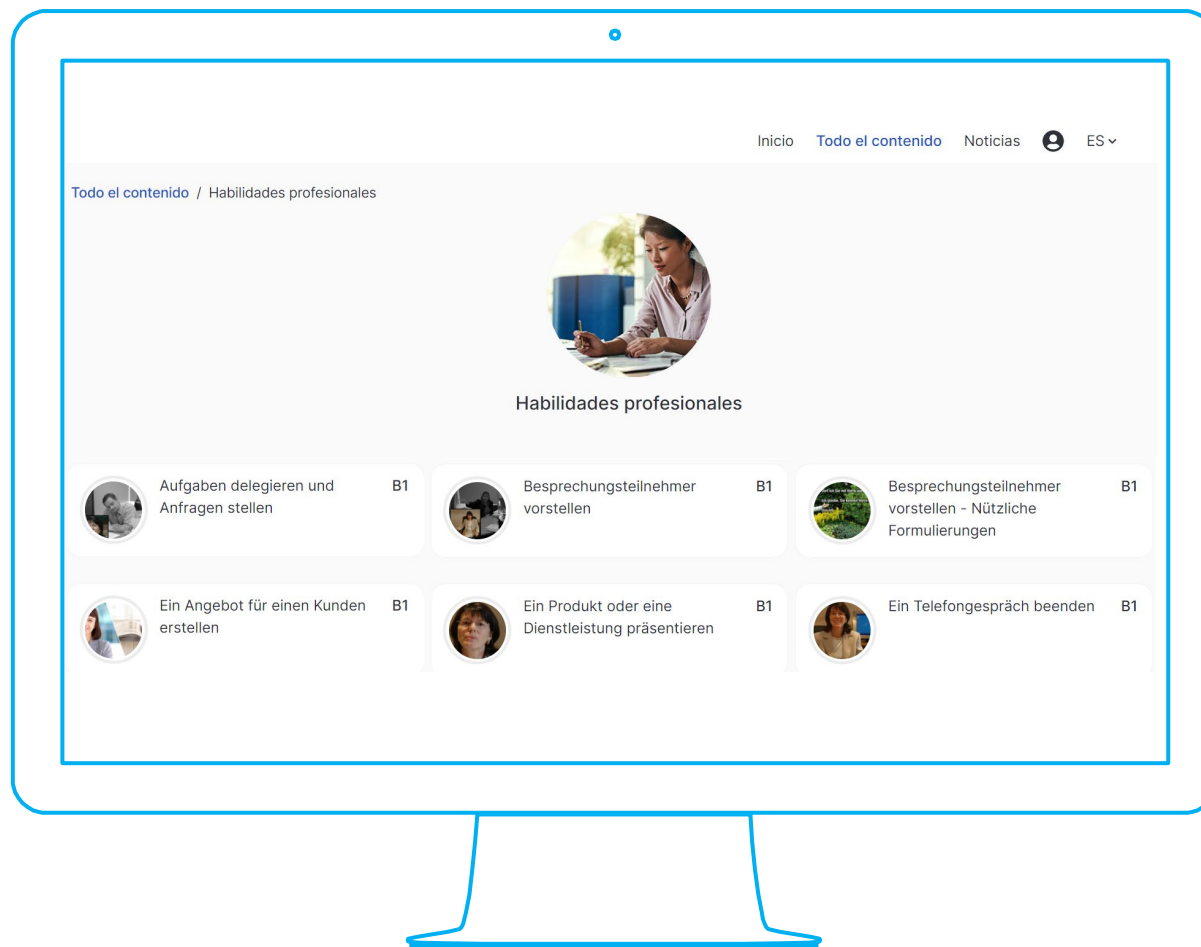 Inicio Todo el contenido Noticias ES
Todo el contenido / Habilidades profesionales
Habilidades profesionales
Aufgaben delegieren und
Anfragen stellen
B1
Besprechungsteilnehmer
vorstellen
B1
Besprechungsteilnehmer
vorstellen - Nützliche
Formulierungen
B1
Ein Angebot für einen Kunden
erstellen
B1
Ein Produkt oder eine
Dienstleistung präsentieren
B1
Ein Telefongespräch beenden
B1